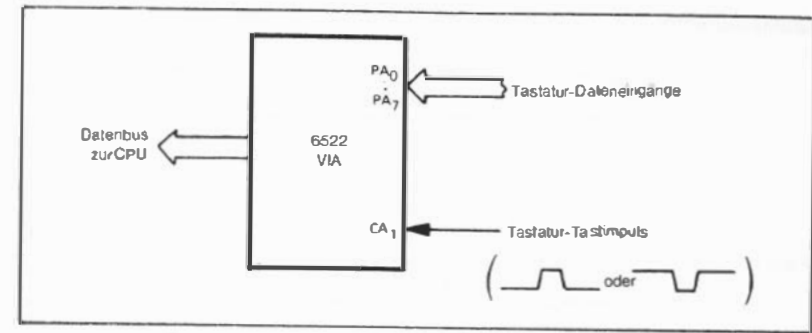 PA0
.
PA7
Tastatur-Dateneingänge
Datenbus
zur CPU
6522
VIA
CA1
Tastatur-Tastimpuls
oder